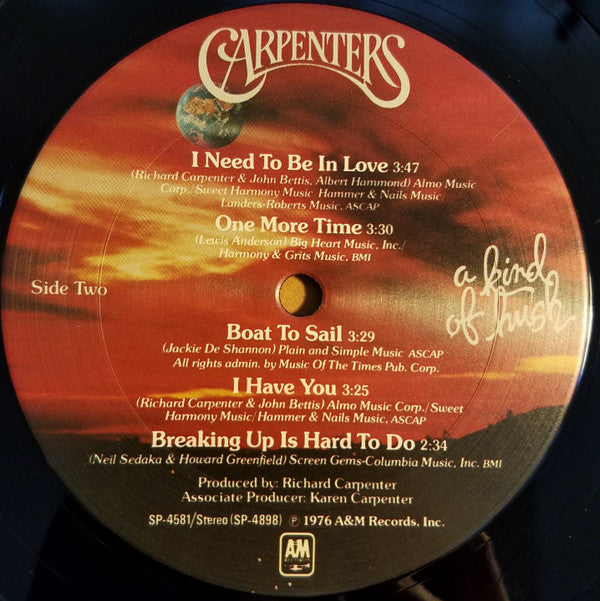 CARPENTERS
I Need To Be In Love 3:47
(Richard Carpenter & John Bettis, Albert Hammond) Almo Music
Corp. Sweet Harmony Music Hammer & Nails Music
Landers-Roberts Music, ASCAP
One More Time 3:30
(Lewis Anderson) Big Heart Music, Inc./
Harmony & Grits Music, BMI
Side Two
a kind
of hush
Boat To Sail 3:29
(Jackie De Shannon) Plain and Simple Music ASCAP
All rights admin. by Music Of The Times Pub. Corp.
I Have You 3:25
(Richard Carpenter & John Bettis) Almo Music Corp./Sweet
Harmony Music/Hammer & Nails Music, ASCAP
Breaking Up Is Hard To Do 2:34
(Neil Sedaka & Howard Greenfield) Screen Gems-Columbia Music, Inc. BMI
Produced by: Richard Carpenter
Associate Producer: Karen Carpenter
SP-4581/Stereo (SP-4898) ℗ 1976 A&M Records, Inc.
A&M